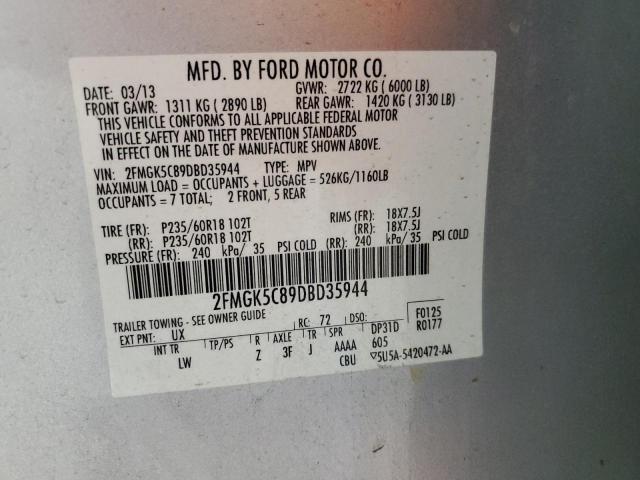 MFD. BY FORD MOTOR CO.
DATE: 03/13 GVWR: 2722 KG ( 6000 LB)
FRONT GAWR: 1311 KG ( 2890 LB) REAR GAWR: 1420 KG ( 3130 LB)
THIS VEHICLE CONFORMS TO ALL APPLICABLE FEDERAL MOTOR
VEHICLE SAFETY AND THEFT PREVENTION STANDARDS
IN EFFECT ON THE DATE OF MANUFACTURE SHOWN ABOVE.
VIN: 2FMGK5C89DBD35944 TYPE: MPV
MAXIMUM LOAD = OCCUPANTS + LUGGAGE = 526KG/1160LB
OCCUPANTS = 7 TOTAL; 2 FRONT, 5 REAR
TIRE (FR): P235/60R18 102T RIMS (FR): 18X7.5J
(RR): P235/60R18 102T (RR): 18X7.5J
PRESSURE (FR): 240 kPa/ 35 PSI COLD (RR): 240 kPa/ 35 PSI COLD
2FMGK5C89DBD35944
TRAILER TOWING - SEE OWNER GUIDE
EXT PNT: UX RC: 72 DSO: F0125
INT TR TP/PS R AXLE TR SPR DP31D R0177
LW Z 3F J AAAA 605
CBU 5U5A-5420472-AA